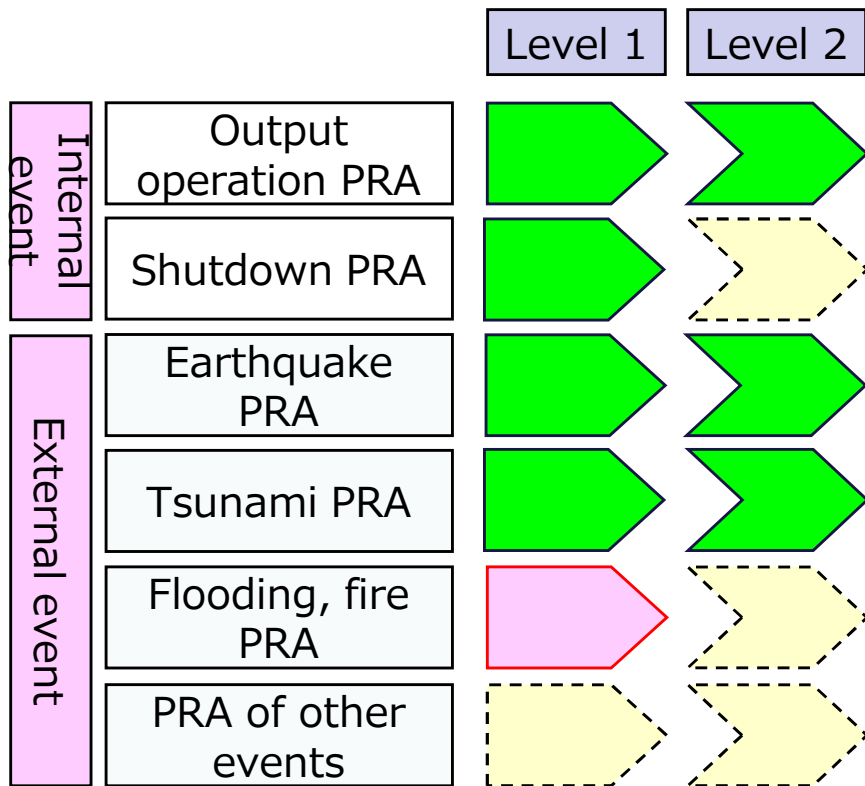 Level 1
Level 2
Internal
event
Output
operation PRA
Shutdown PRA
External event
Earthquake
PRA
Tsunami PRA
Flooding, fire
PRA
PRA of other
events